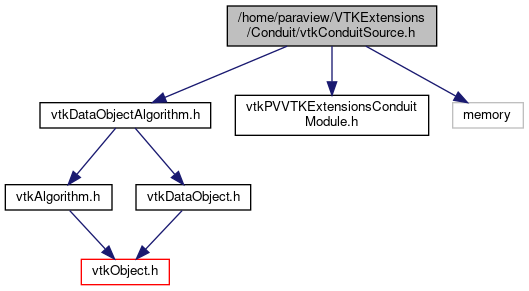 /home/paraview/VTKExtensions
/Conduit/vtkConduitSource.h
vtkDataObjectAlgorithm.h
vtkPVVTKExtensionsConduit
Module.h
memory
vtkAlgorithm.h
vtkDataObject.h
vtkObject.h